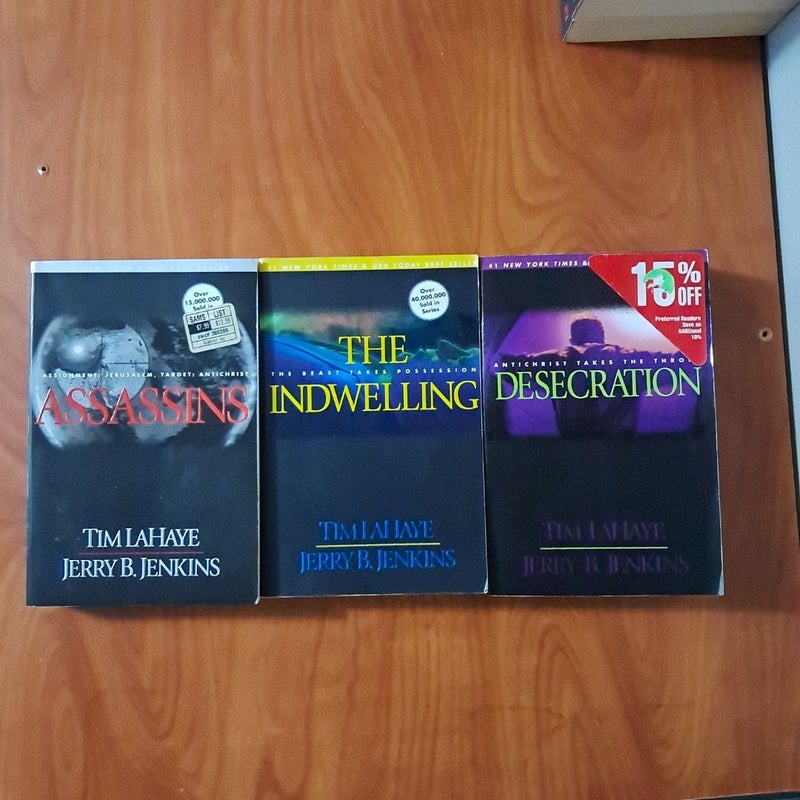 Over
15,000,000
Sold in
SAMS LIST
$7.99
ASSIGNMENT: JERUSALEM, TARGET: ANTICHRIST
ASSASSINS
TIM LAHAYE
JERRY B. JENKINS
#1 NEW YORK TIMES & USA TODAY BEST-SELLER
Over
40,000,000
Sold in
Series
THE
THE BEAST TAKES POSSESSION
INDWELLING
TIM LAHAYE
JERRY B. JENKINS
#1 NEW YORK TIMES &
15%
OFF
Preferred Readers
Save an
Additional
10%
ANTICHRIST TAKES THE THRO
DESECRATION
TIM LAHAYE
JERRY B. JENKINS